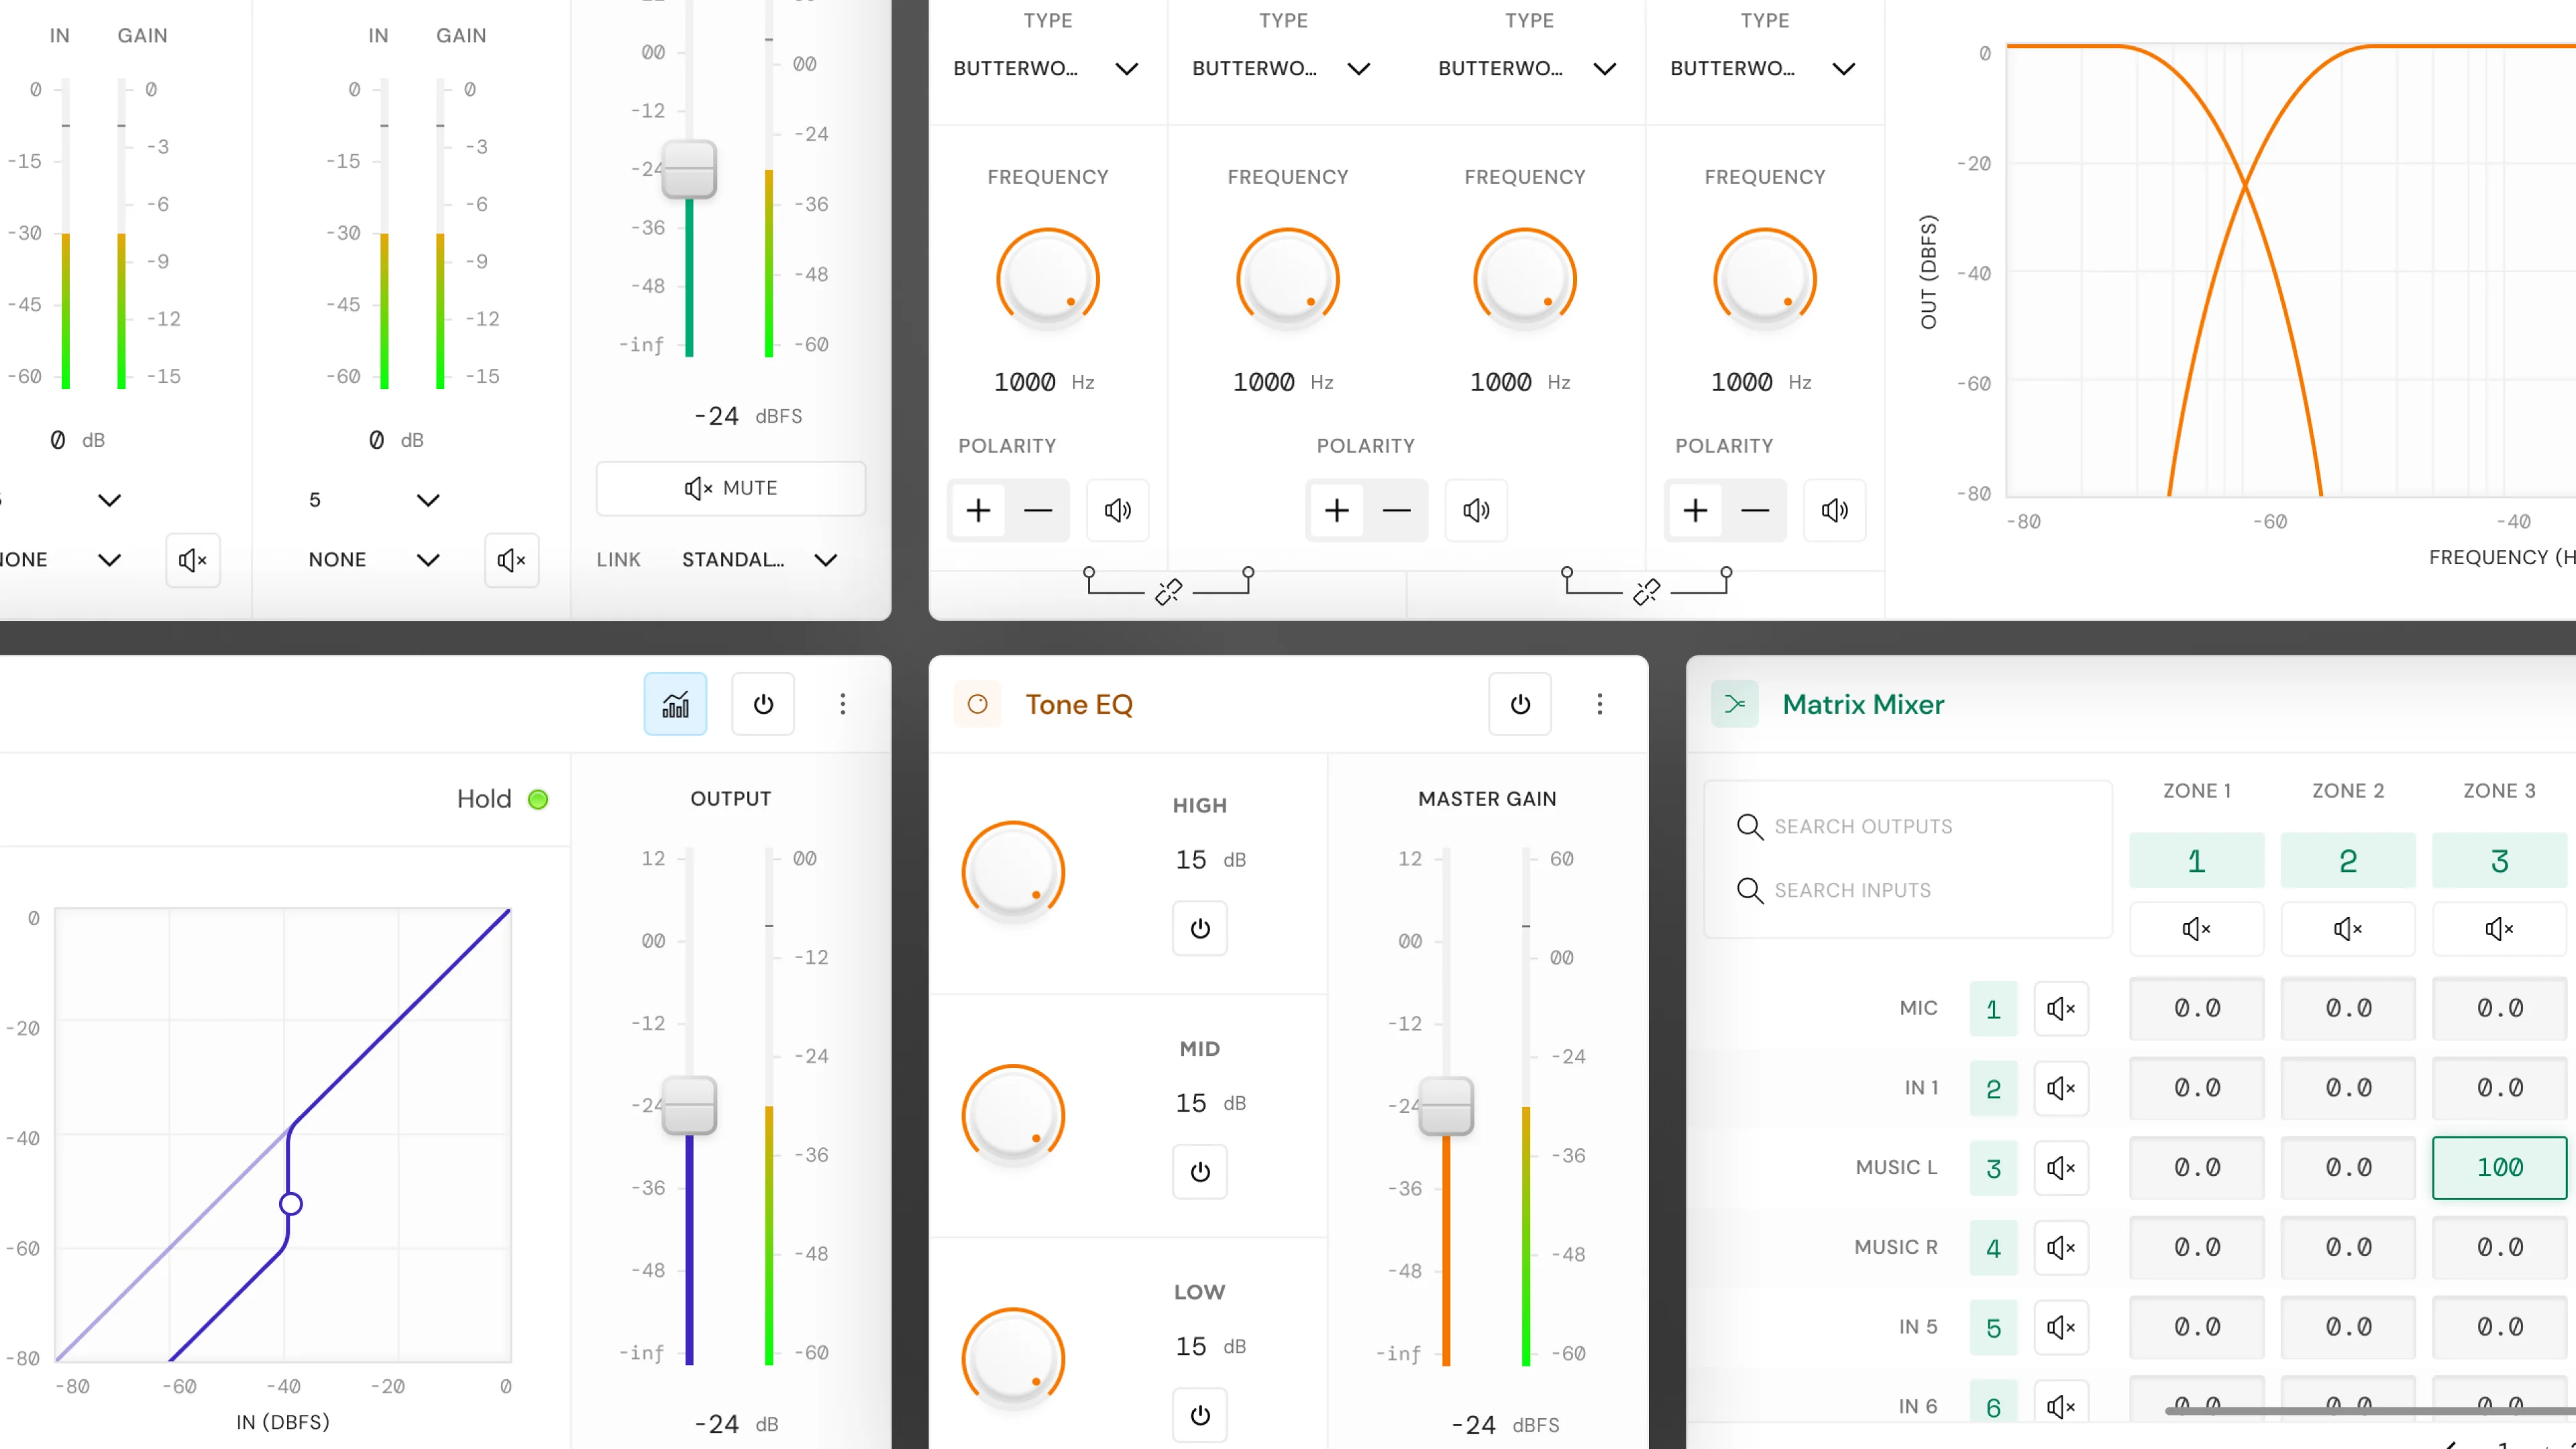 IN GAIN
0 0
-3
-15
-6
-30
-9
-45
-12
-60 -15
0 dB
NONE
IN GAIN
0 0
-3
-15
-6
-30
-9
-45
-12
-60 -15
0 dB
5
NONE
00 00
-12
-24
-24
-36 -36
-48 -48
-inf -60
-24 dBFS
MUTE
LINK STANDAL...
TYPE TYPE TYPE TYPE
BUTTERWO... BUTTERWO... BUTTERWO... BUTTERWO...
FREQUENCY FREQUENCY FREQUENCY FREQUENCY
1000 Hz 1000 Hz 1000 Hz 1000 Hz
POLARITY POLARITY POLARITY
+ — + — + —
OUT (DBFS)
0
-20
-40
-60
-80
-80 -60 -40
FREQUENCY (H
Hold
0
-20
-40
-60
-80
-80 -60 -40 -20 0
IN (DBFS)
OUTPUT
12 00
00
-12
-12
-24
-24
-36
-36
-48
-48
-inf -60
-24 dB
Tone EQ
HIGH
15 dB
MID
15 dB
LOW
15 dB
MASTER GAIN
12 60
00
00
-12
-24
-24
-36
-36
-48
-48
-inf -60
-24 dBFS
Matrix Mixer
SEARCH OUTPUTS
SEARCH INPUTS
ZONE 1 ZONE 2 ZONE 3
1 2 3
MIC 1 0.0 0.0 0.0
IN 1 2 0.0 0.0 0.0
MUSIC L 3 0.0 0.0 100
MUSIC R 4 0.0 0.0 0.0
IN 5 5 0.0 0.0 0.0
IN 6 6 0.0 0.0 0.0